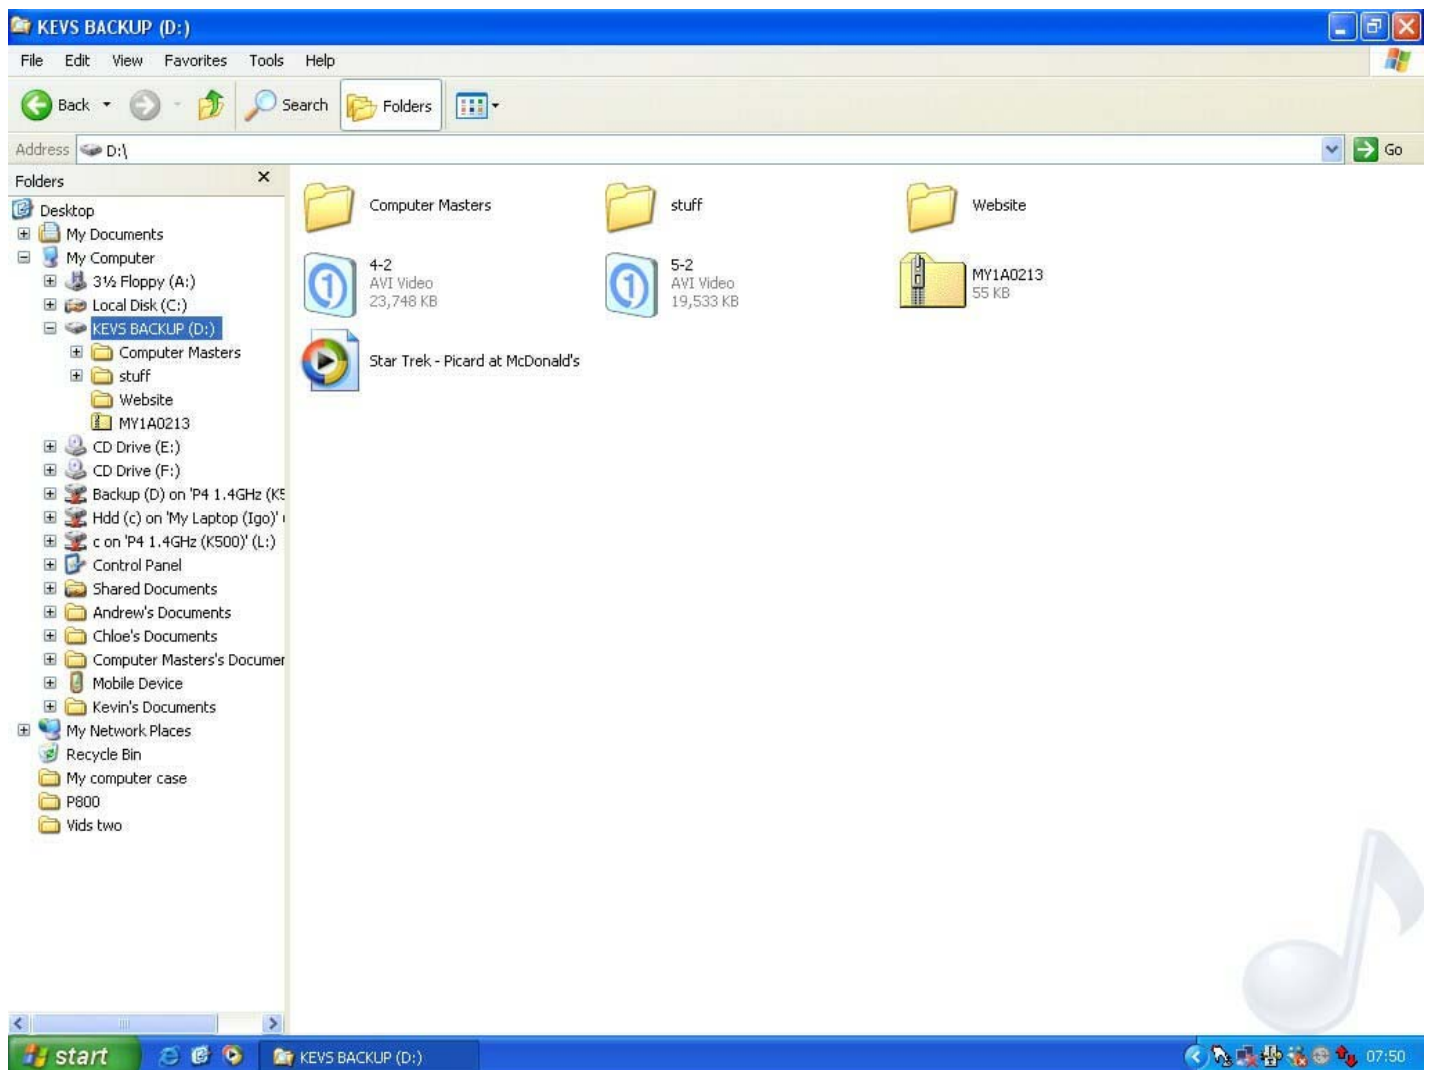 KEVS BACKUP (D:)
File Edit View Favorites Tools Help
Back Search Folders
Address D:\ Go
Folders
Desktop
My Documents
My Computer
3½ Floppy (A:)
Local Disk (C:)
KEVS BACKUP (D:)
Computer Masters
stuff
Website
MY1A0213
CD Drive (E:)
CD Drive (F:)
Backup (D) on 'P4 1.4GHz (K5
Hdd (c) on 'My Laptop (Igo)'
c on 'P4 1.4GHz (K500)' (L:)
Control Panel
Shared Documents
Andrew's Documents
Chloe's Documents
Computer Masters's Documer
Mobile Device
Kevin's Documents
My Network Places
Recycle Bin
My computer case
P800
Vids two
Computer Masters
stuff
Website
4-2
AVI Video
23,748 KB
5-2
AVI Video
19,533 KB
MY1A0213
55 KB
Star Trek - Picard at McDonald's
start KEVS BACKUP (D:) 07:50